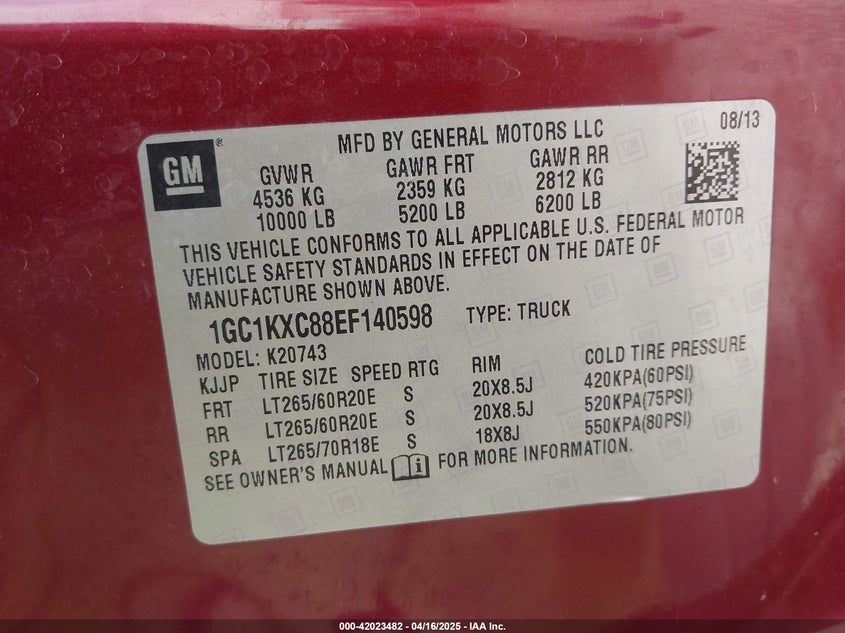 MFD BY GENERAL MOTORS LLC 08/13
GM ®
GVWR GAWR FRT GAWR RR
4536 KG 2359 KG 2812 KG
10000 LB 5200 LB 6200 LB
THIS VEHICLE CONFORMS TO ALL APPLICABLE U.S. FEDERAL MOTOR
VEHICLE SAFETY STANDARDS IN EFFECT ON THE DATE OF
MANUFACTURE SHOWN ABOVE.
1GC1KXC88EF140598 TYPE: TRUCK
MODEL: K20743
KJJP TIRE SIZE SPEED RTG RIM COLD TIRE PRESSURE
FRT LT265/60R20E S 20X8.5J 420KPA(60PSI)
RR LT265/60R20E S 20X8.5J 520KPA(75PSI)
SPA LT265/70R18E S 18X8J 550KPA(80PSI)
SEE OWNER'S MANUAL FOR MORE INFORMATION.
000-42023482 - 04/16/2025 - IAA Inc.